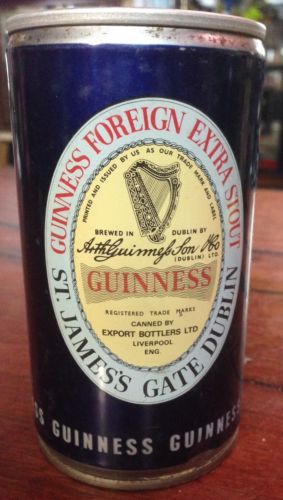 GUINNESS FOREIGN EXTRA STOUT
PRINTED AND ISSUED BY US AS OUR TRADE MARK AND LABEL
BREWED IN DUBLIN BY
Arth Guinness Son & Co
(DUBLIN) LTD.
GUINNESS
REGISTERED TRADE MARKS
CANNED BY
EXPORT BOTTLERS LTD
LIVERPOOL
ENG.
ST. JAMES'S GATE DUBLIN
SS GUINNESS GUINNESS